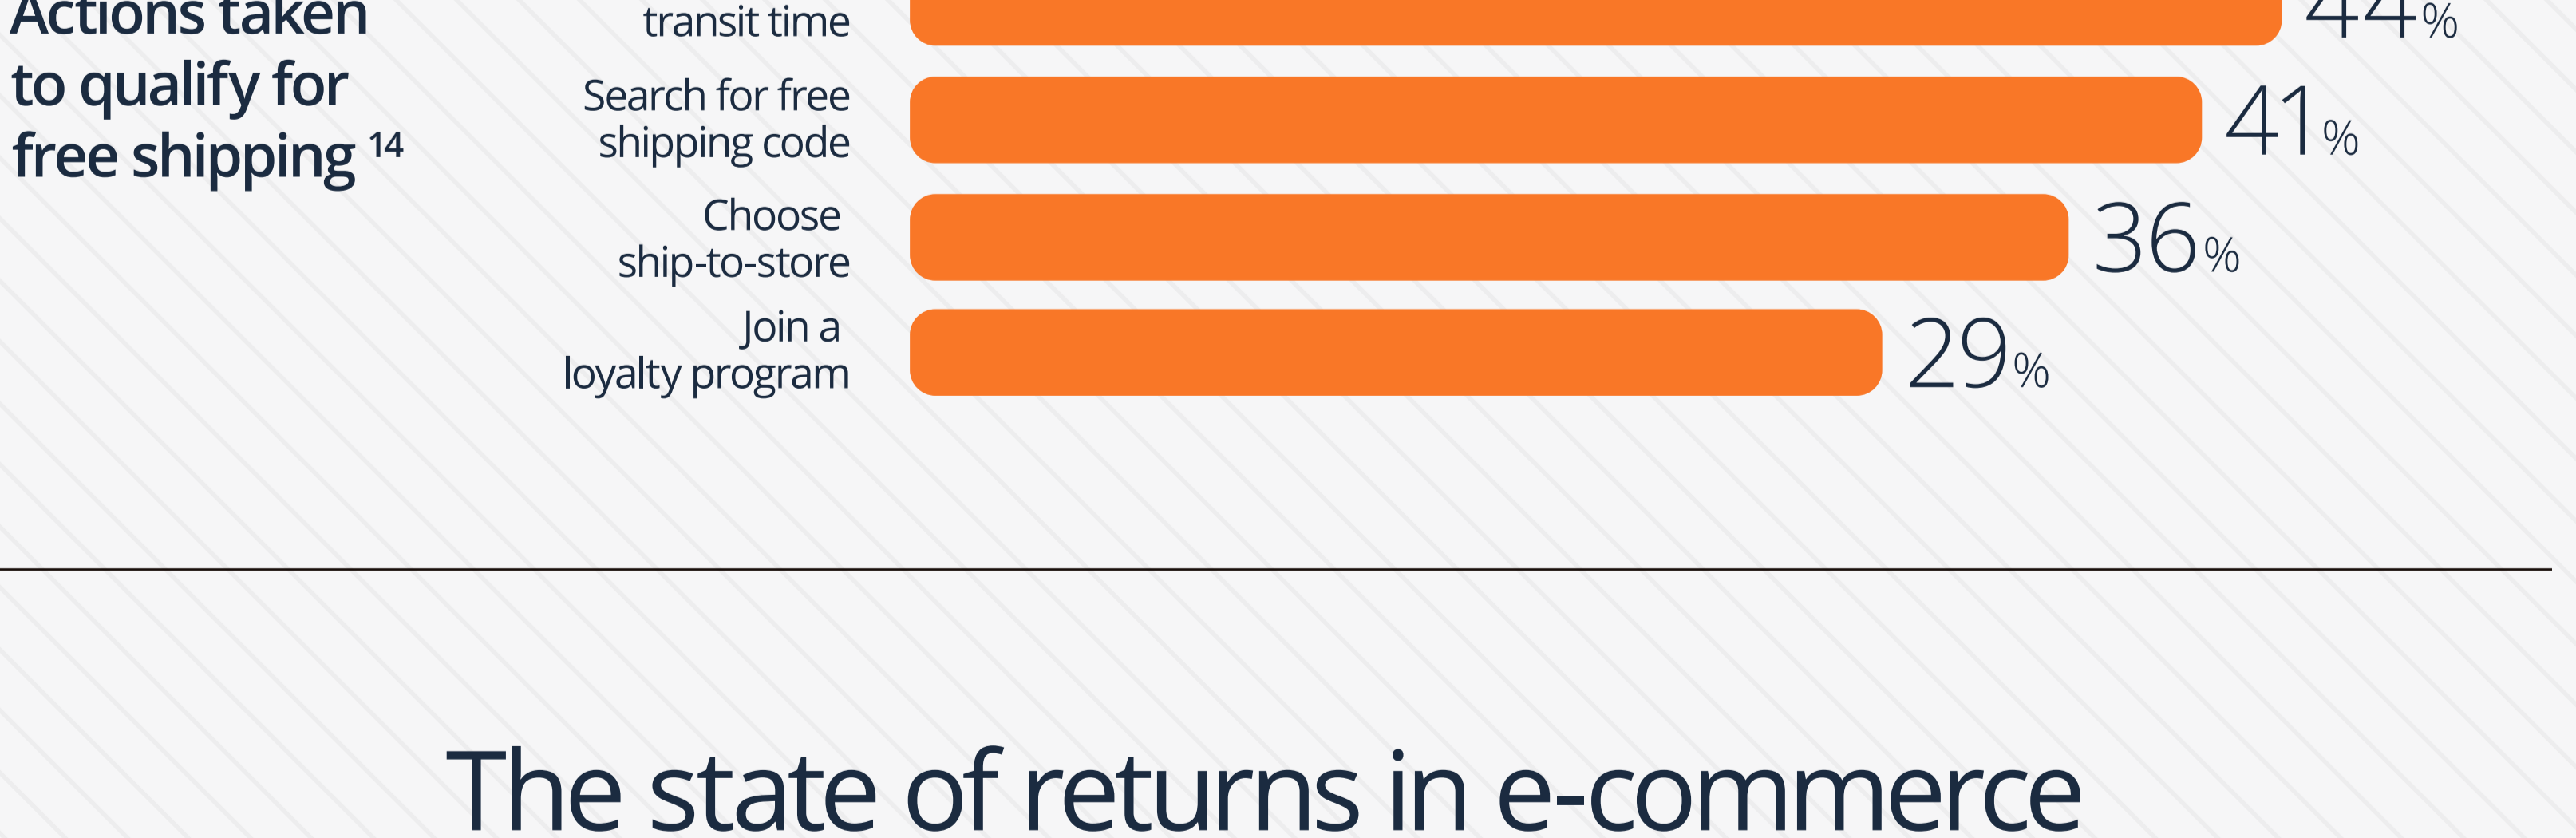 Actions taken
to qualify for
free shipping 14
transit time
44%
Search for free
shipping code
41%
Choose
ship-to-store
36%
Join a
loyalty program
29%
The state of returns in e-commerce